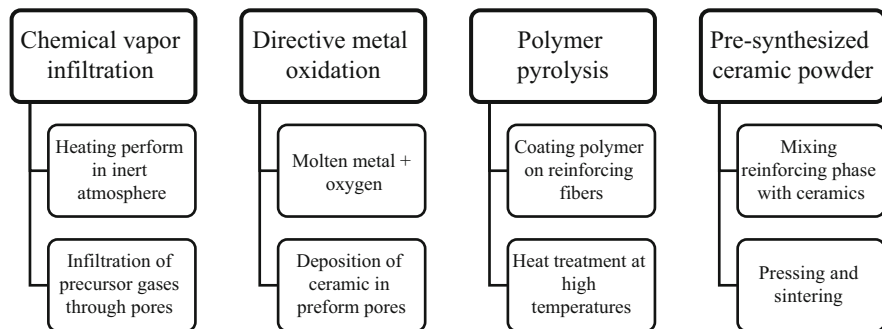 Chemical vapor
infiltration
Heating perform
in inert
atmosphere
Infiltration of
precursor gases
through pores
Directive metal
oxidation
Molten metal +
oxygen
Deposition of
ceramic in
preform pores
Polymer
pyrolysis
Coating polymer
on reinforcing
fibers
Heat treatment at
high
temperatures
Pre-synthesized
ceramic powder
Mixing
reinforcing phase
with ceramics
Pressing and
sintering